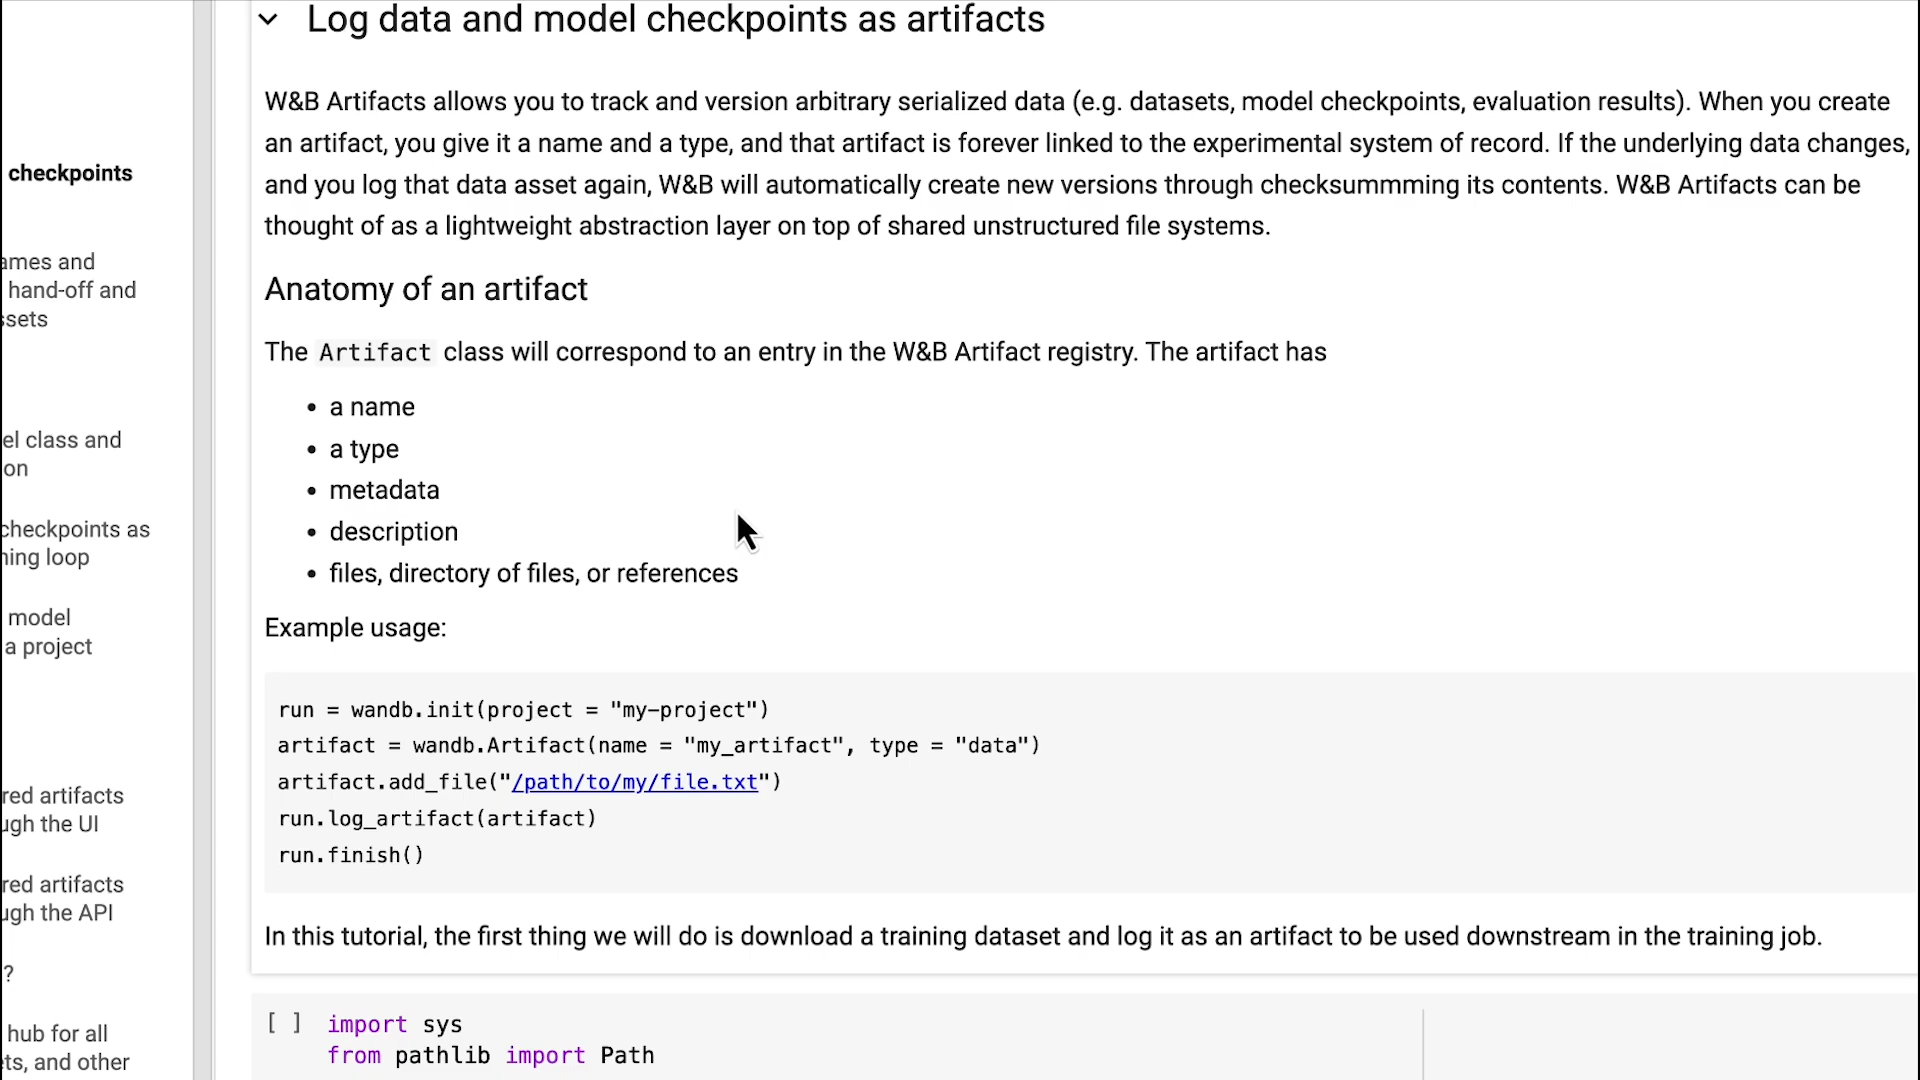 Log data and model checkpoints as artifacts
W&B Artifacts allows you to track and version arbitrary serialized data (e.g. datasets, model checkpoints, evaluation results). When you create
an artifact, you give it a name and a type, and that artifact is forever linked to the experimental system of record. If the underlying data changes,
and you log that data asset again, W&B will automatically create new versions through checksummming its contents. W&B Artifacts can be
thought of as a lightweight abstraction layer on top of shared unstructured file systems.
Anatomy of an artifact
The Artifact class will correspond to an entry in the W&B Artifact registry. The artifact has
• a name
• a type
• metadata
• description
• files, directory of files, or references
Example usage:
run = wandb.init(project = "my-project")
artifact = wandb.Artifact(name = "my_artifact", type = "data")
artifact.add_file("/path/to/my/file.txt")
run.log_artifact(artifact)
run.finish()
In this tutorial, the first thing we will do is download a training dataset and log it as an artifact to be used downstream in the training job.
[ ] import sys
from pathlib import Path
checkpoints
ames and
hand-off and
ssets
el class and
on
checkpoints as
ning loop
model
a project
red artifacts
ugh the UI
red artifacts
ugh the API
?
hub for all
ets, and other